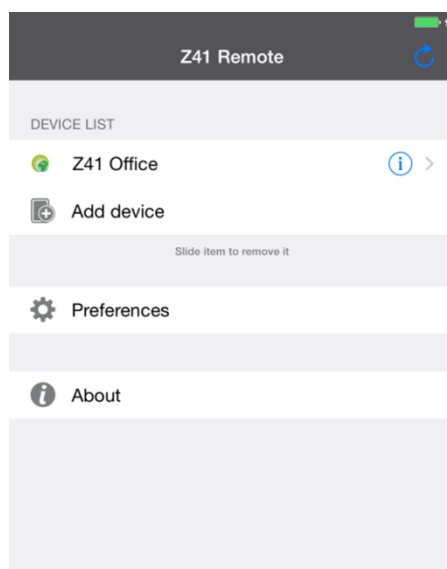 Z41 Remote
DEVICE LIST
Z41 Office
Add device
Slide item to remove it
Preferences
About